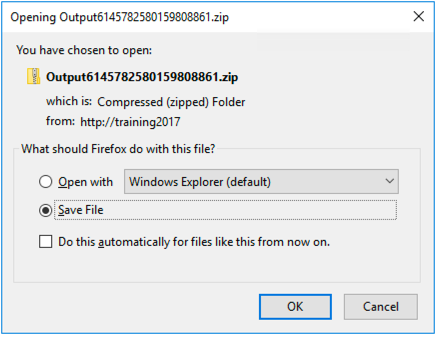 Opening Output6145782580159808861.zip
You have chosen to open:
Output6145782580159808861.zip
which is: Compressed (zipped) Folder
from: http://training2017
What should Firefox do with this file?
Open with Windows Explorer (default)
Save File
Do this automatically for files like this from now on.
OK Cancel